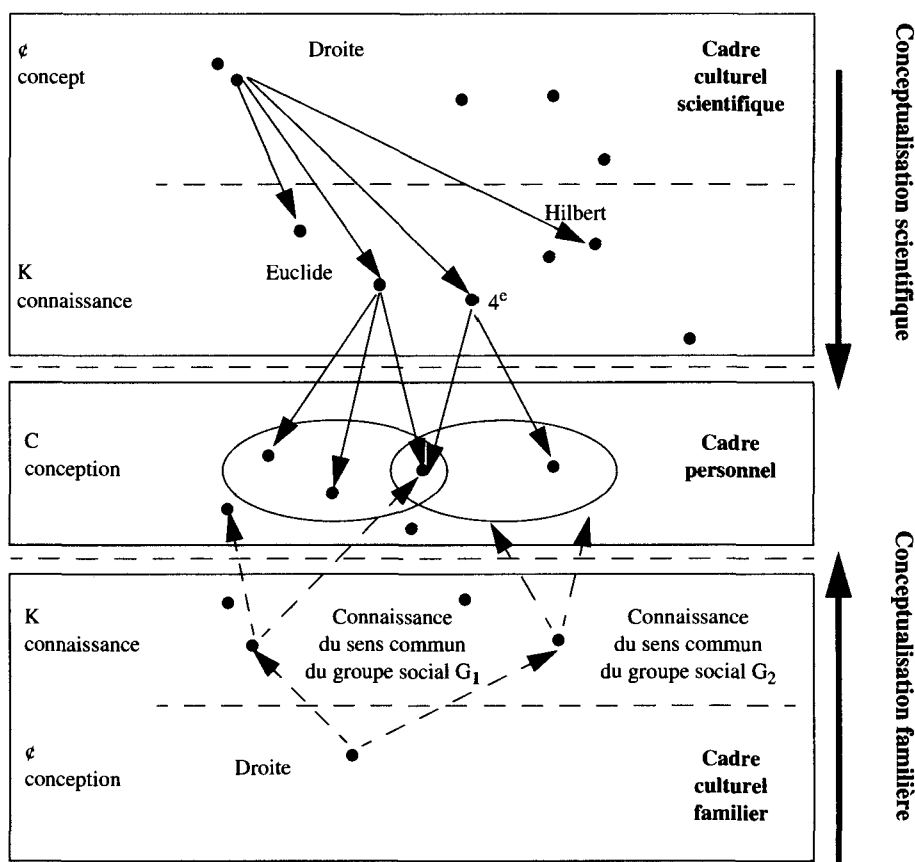 ¢
concept
Droite
Cadre
culturel
scientifique
Hilbert
Euclide
K
connaissance
4e
Conceptualisation scientifique
C
conception
Cadre
personnel
K
connaissance
Connaissance
du sens commun
du groupe social G1
Connaissance
du sens commun
du groupe social G2
¢
conception
Droite
Cadre
culturel
familier
Conceptualisation familière